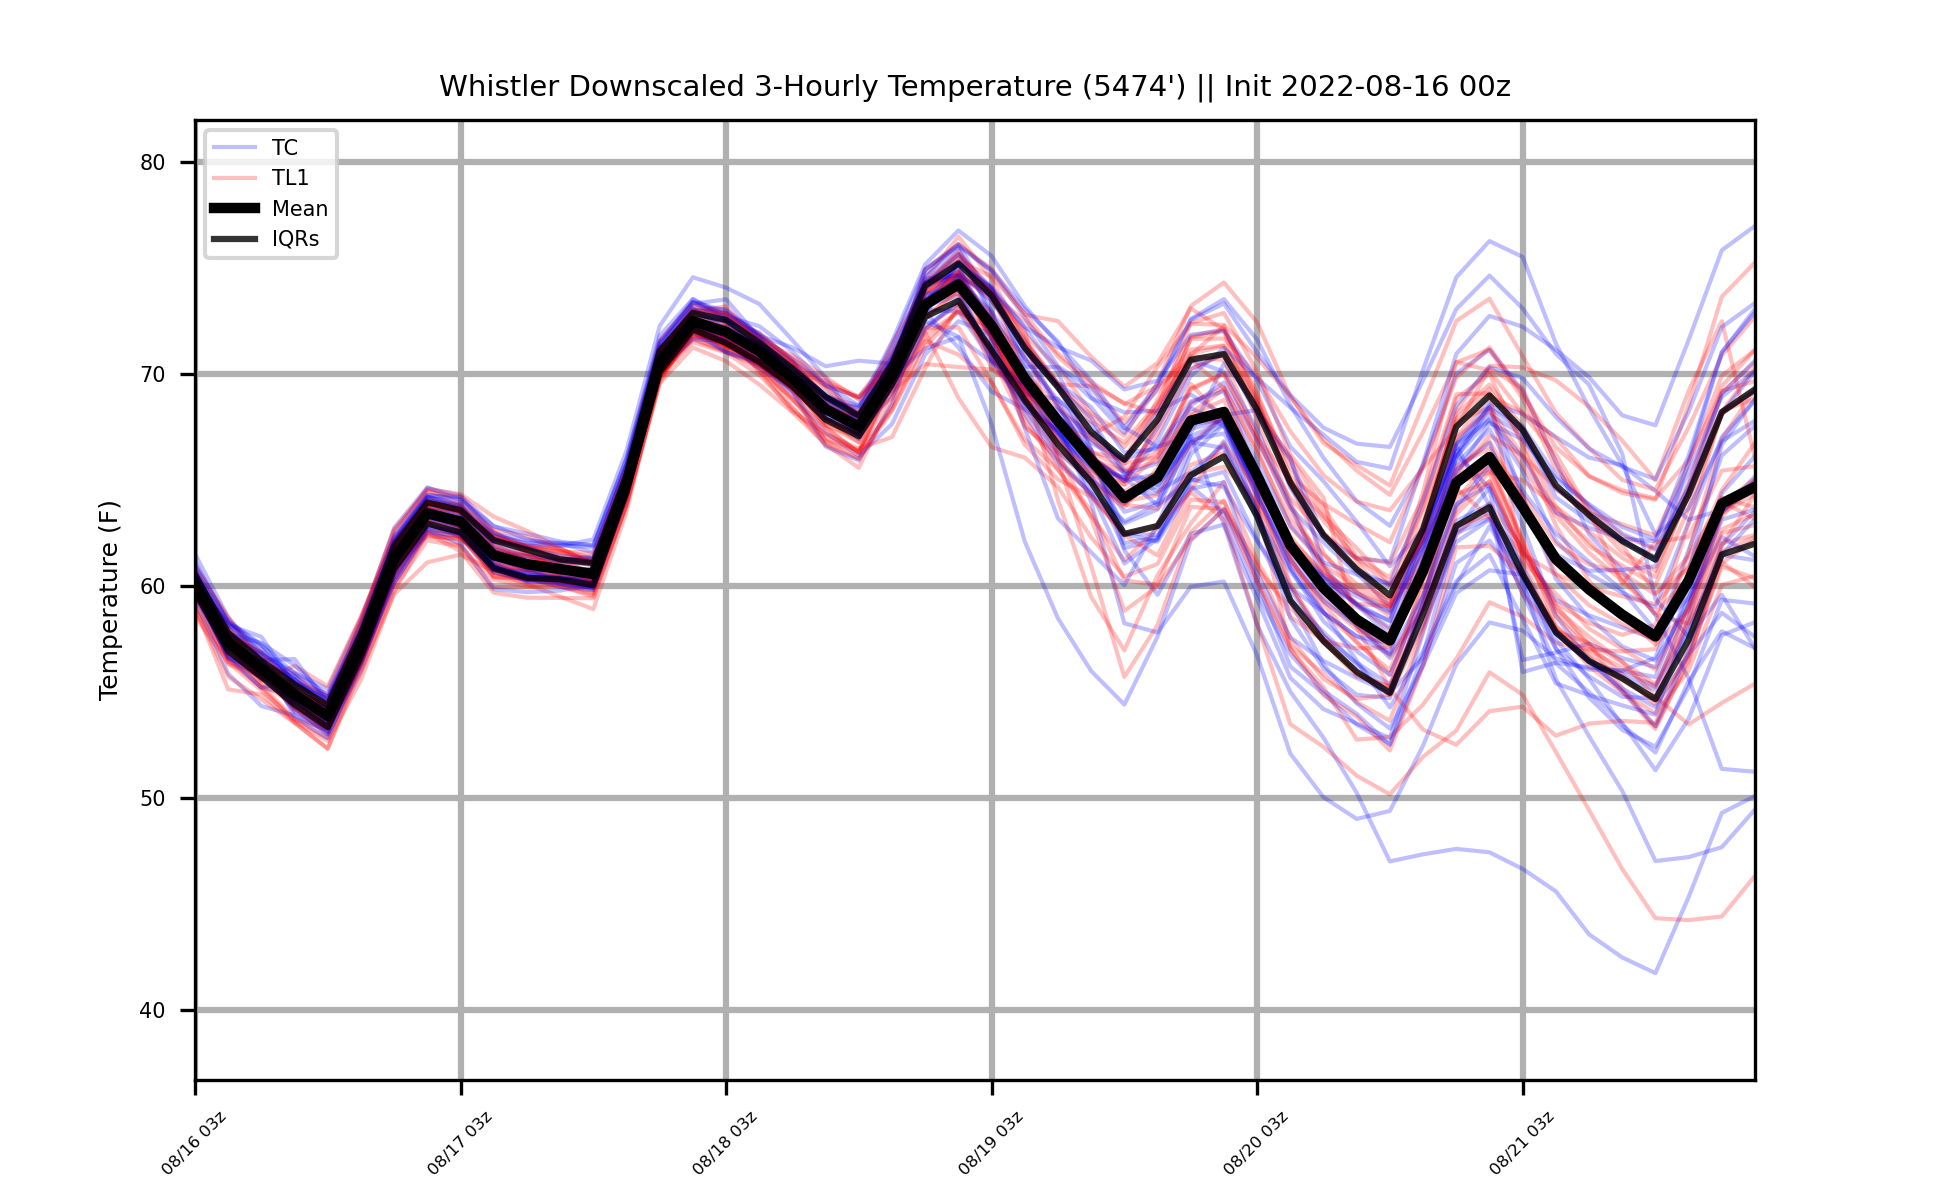 Whistler Downscaled 3-Hourly Temperature (5474') || Init 2022-08-16 00z
TC
TL1
Mean
IQRs
Temperature (F)
80
70
60
50
40
08/16 03z
08/17 03z
08/18 03z
08/19 03z
08/20 03z
08/21 03z